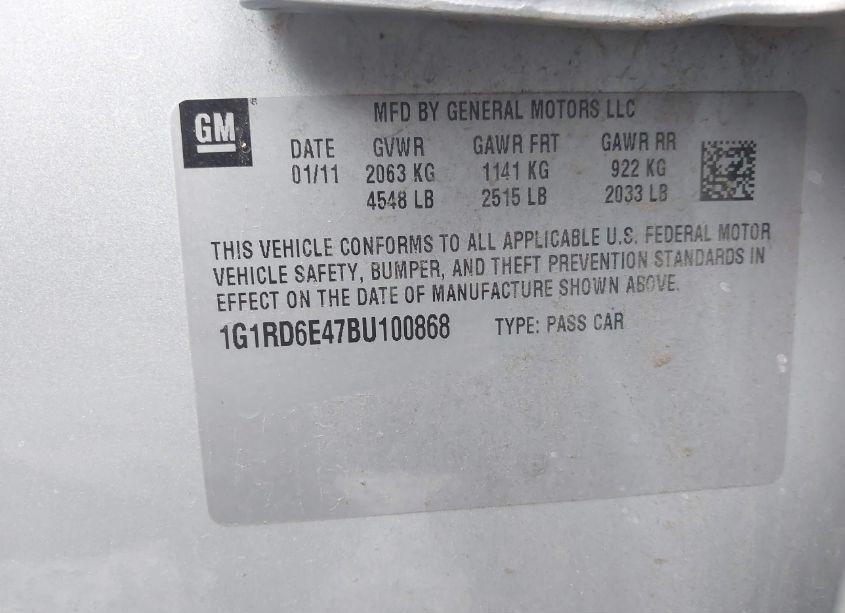 GM
MFD BY GENERAL MOTORS LLC
DATE GVWR GAWR FRT GAWR RR
01/11 2063 KG 1141 KG 922 KG
4548 LB 2515 LB 2033 LB
THIS VEHICLE CONFORMS TO ALL APPLICABLE U.S. FEDERAL MOTOR
VEHICLE SAFETY, BUMPER, AND THEFT PREVENTION STANDARDS IN
EFFECT ON THE DATE OF MANUFACTURE SHOWN ABOVE.
1G1RD6E47BU100868 TYPE: PASS CAR